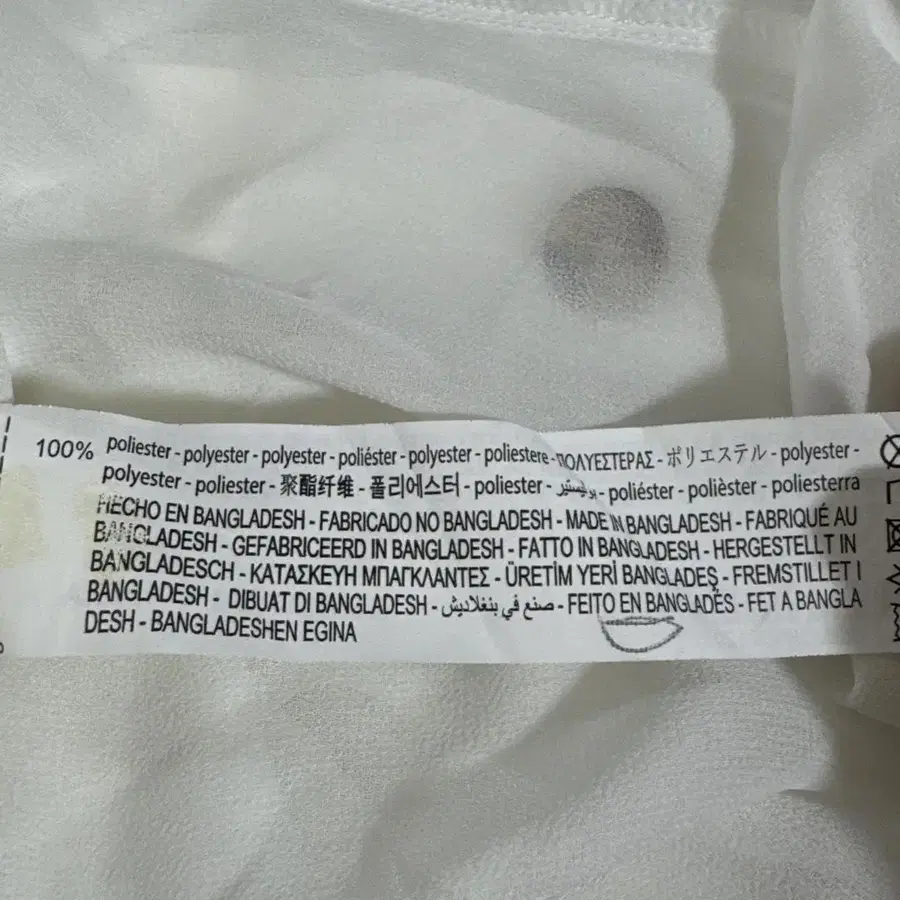 100% poliester - polyester - polyester - poliéster - polyester - poliestere - ΠΟΛΥΕΣΤΕΡΑΣ - ポリエステル - polyester -
polyester - poliester - 聚酯纤维 - 폴리에스터 - poliester - بوليستير - poliéster - polièster - poliesterra
HECHO EN BANGLADESH - FABRICADO NO BANGLADESH - MADE IN BANGLADESH - FABRIQUÉ AU
BANGLADESH - GEFABRICEERD IN BANGLADESH - FATTO IN BANGLADESH - HERGESTELLT IN
BANGLADESCH - ΚΑΤΑΣΚΕΥΗ ΜΠΑΓΚΛΑΝΤΕΣ - ÜRETİM YERİ BANGLADEŞ - FREMSTILLET I
BANGLADESH - DIBUAT DI BANGLADESH - صنع في بنغلاديش - FEITO EN BANGLADÉS - FET A BANGLA
DESH - BANGLADESHEN EGINA